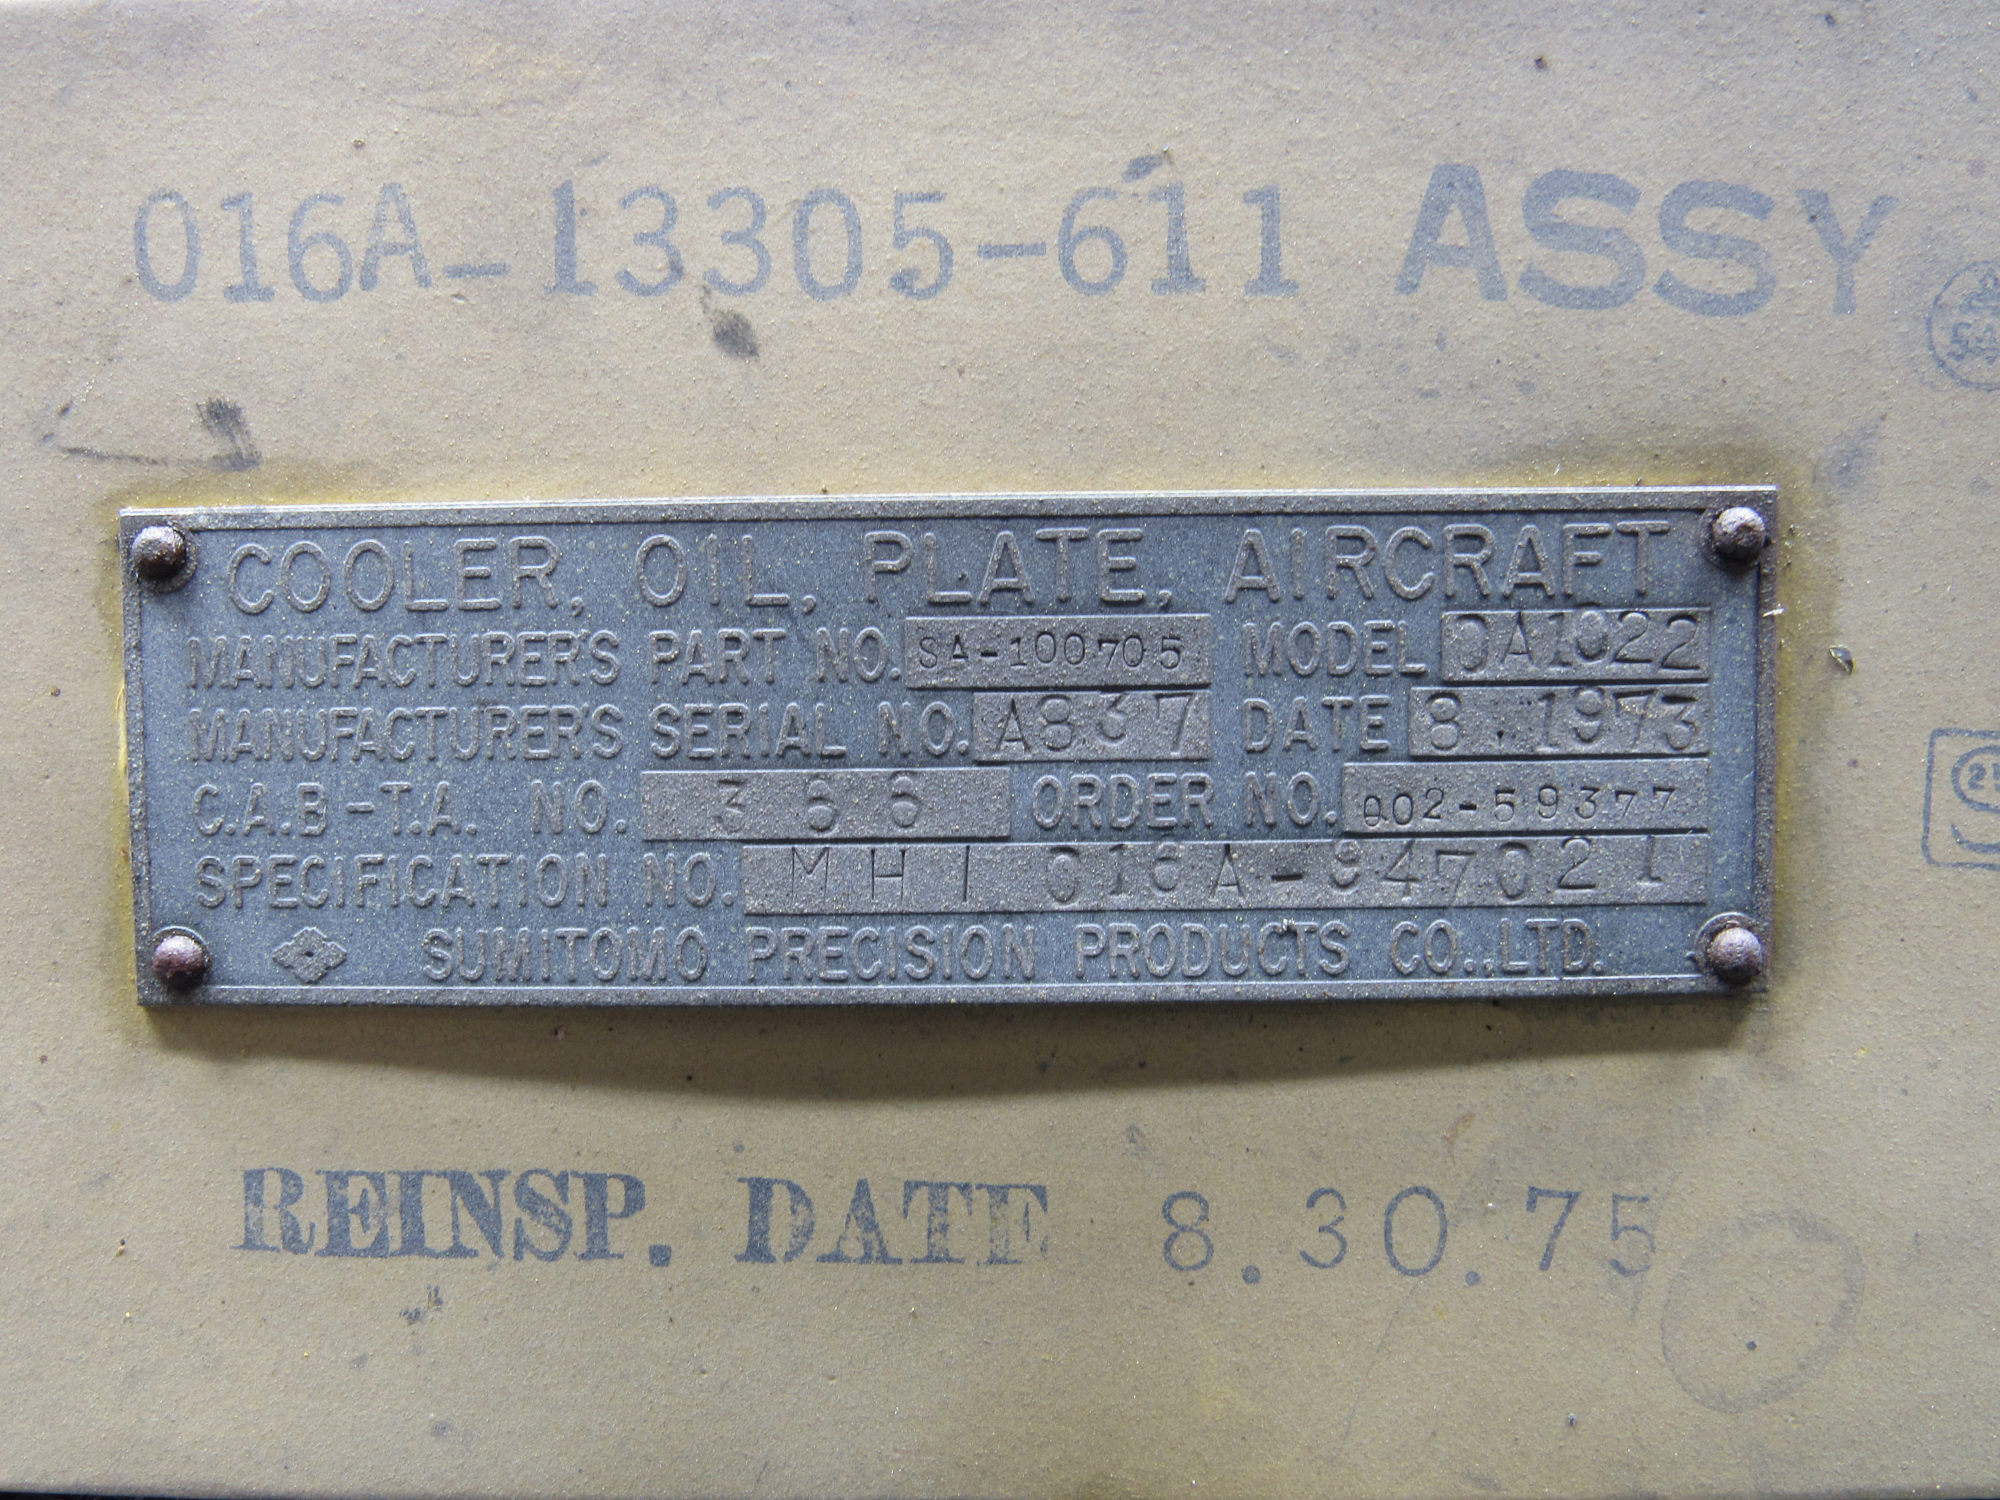 016A-13305-611 ASSY
COOLER, OIL, PLATE, AIRCRAFT
MANUFACTURER'S PART NO. SA-100705 MODEL OA1022
MANUFACTURER'S SERIAL NO. A837 DATE 8.1973
C.A.B-T.A. NO. 366 ORDER NO. 002-59377
SPECIFICATION NO. MHI 016A-947021
SUMITOMO PRECISION PRODUCTS CO.,LTD.
REINSP. DATE 8.30.75